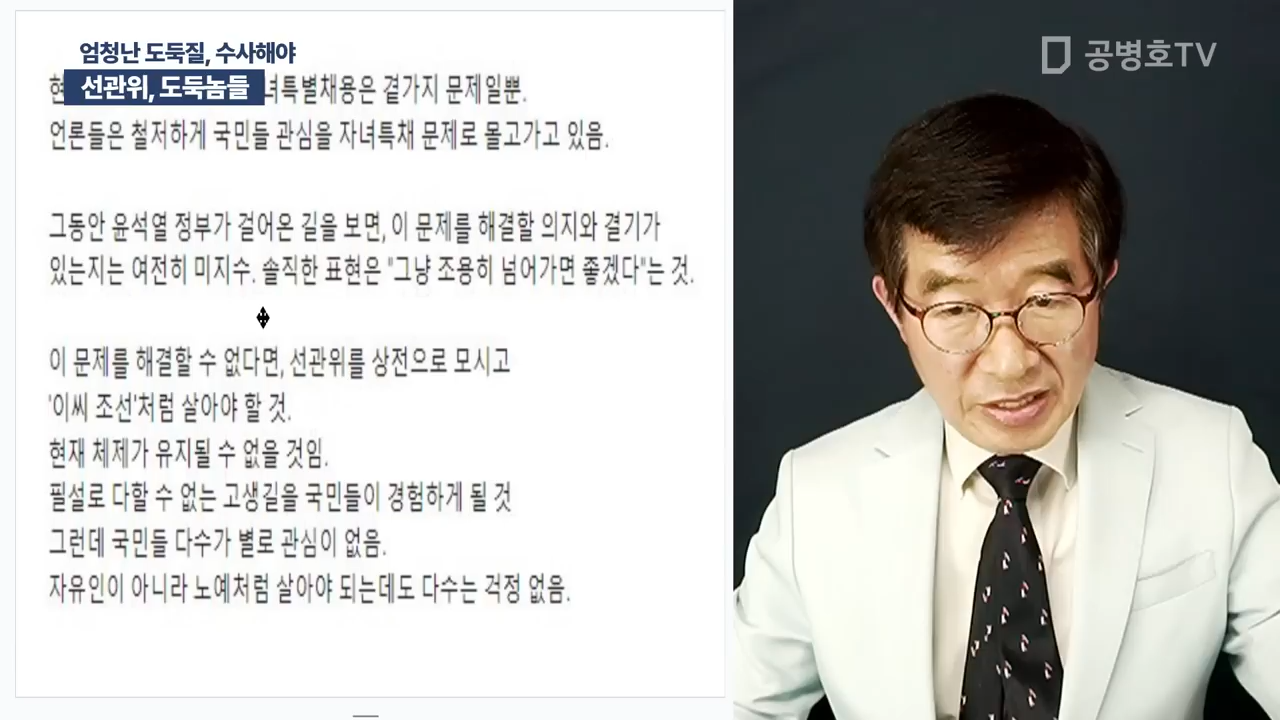 엄청난 도둑질, 수사해야
선관위, 도둑놈들
공병호TV
현 녀특별채용은 곁가지 문제일뿐.
언론들은 철저하게 국민들 관심을 자녀특채 문제로 몰고가고 있음.
그동안 윤석열 정부가 걸어온 길을 보면, 이 문제를 해결할 의지와 결기가
있는지는 여전히 미지수. 솔직한 표현은 "그냥 조용히 넘어가면 좋겠다"는 것.
이 문제를 해결할 수 없다면, 선관위를 상전으로 모시고
'이씨 조선'처럼 살아야 할 것.
현재 체제가 유지될 수 없을 것임.
필설로 다할 수 없는 고생길을 국민들이 경험하게 될 것
그런데 국민들 다수가 별로 관심이 없음.
자유인이 아니라 노예처럼 살아야 되는데도 다수는 걱정 없음.